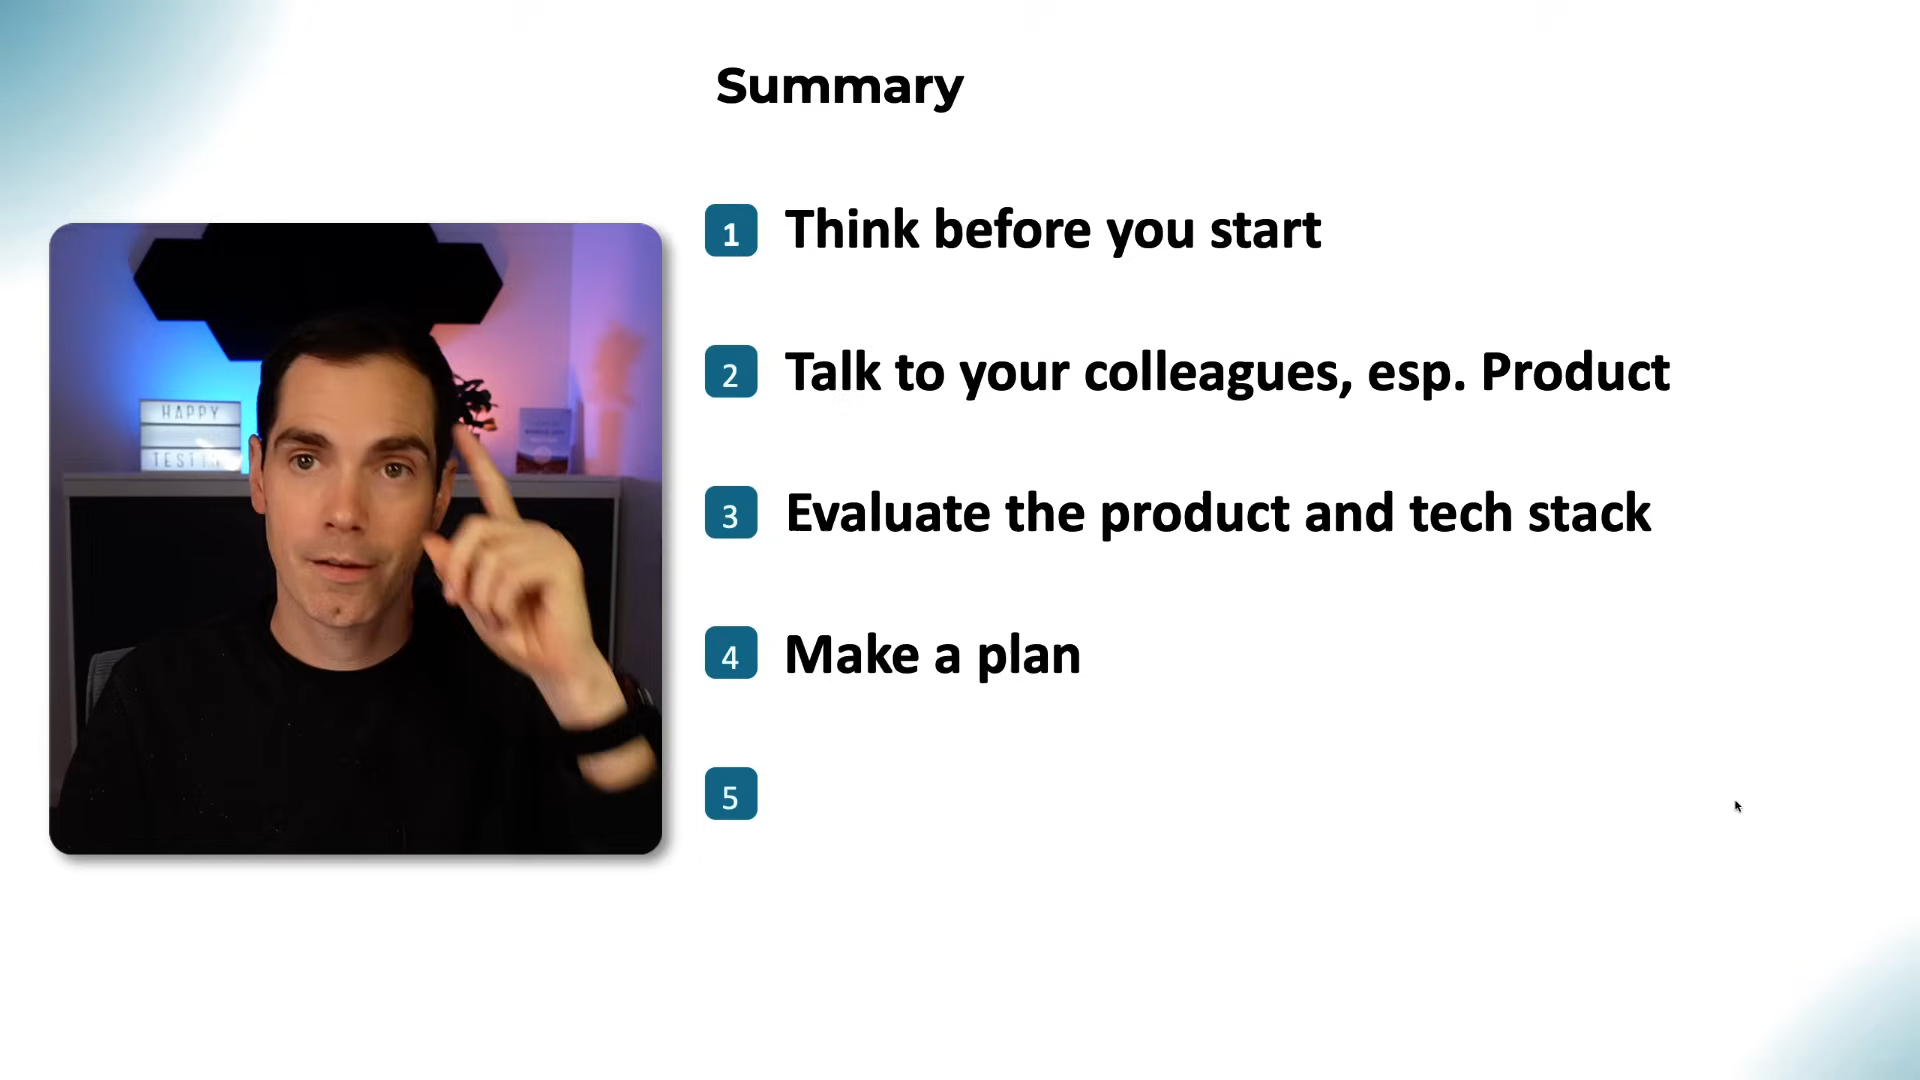 Summary
1 Think before you start
2 Talk to your colleagues, esp. Product
3 Evaluate the product and tech stack
4 Make a plan
5
HAPPY